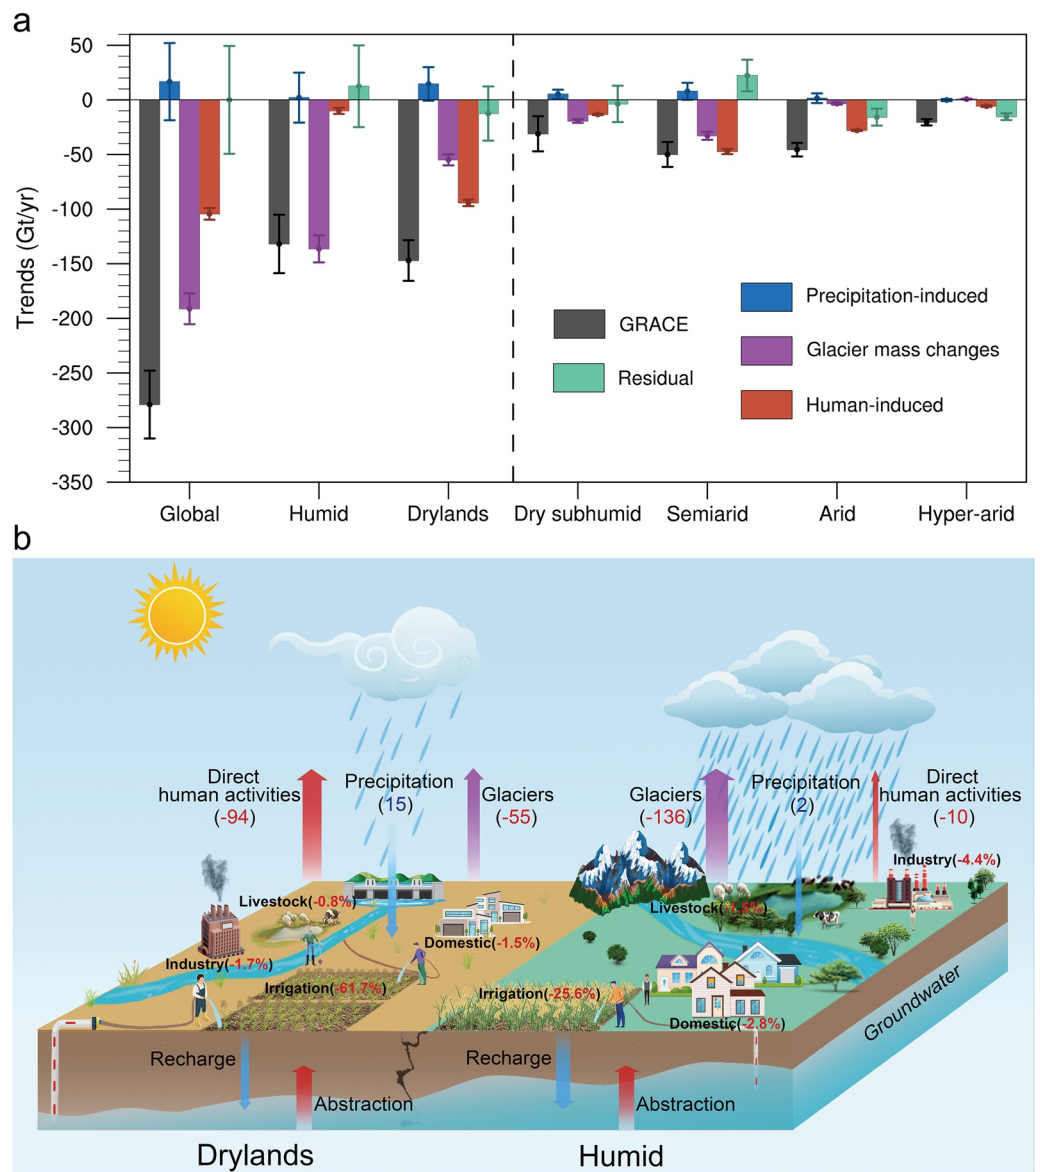 a
50
0
-50
-100
-150
-200
-250
-300
-350
Trends (Gt/yr)
GRACE
Residual
Precipitation-induced
Glacier mass changes
Human-induced
Global
Humid
Drylands
Dry subhumid
Semiarid
Arid
Hyper-arid
b
Direct
human activities
(-94)
Precipitation
(15)
Glaciers
(-55)
Glaciers
(-136)
Precipitation
(2)
Direct
human activities
(-10)
Industry(-4.4%)
Livestock(-0.8%)
Livestock(
Domestic(-1.5%)
Industry(-1.7%)
Irrigation(-61.7%)
Irrigation(-25.6%)
Domestic(-2.8%)
Groundwater
Recharge
Abstraction
Recharge
Abstraction
Drylands
Humid